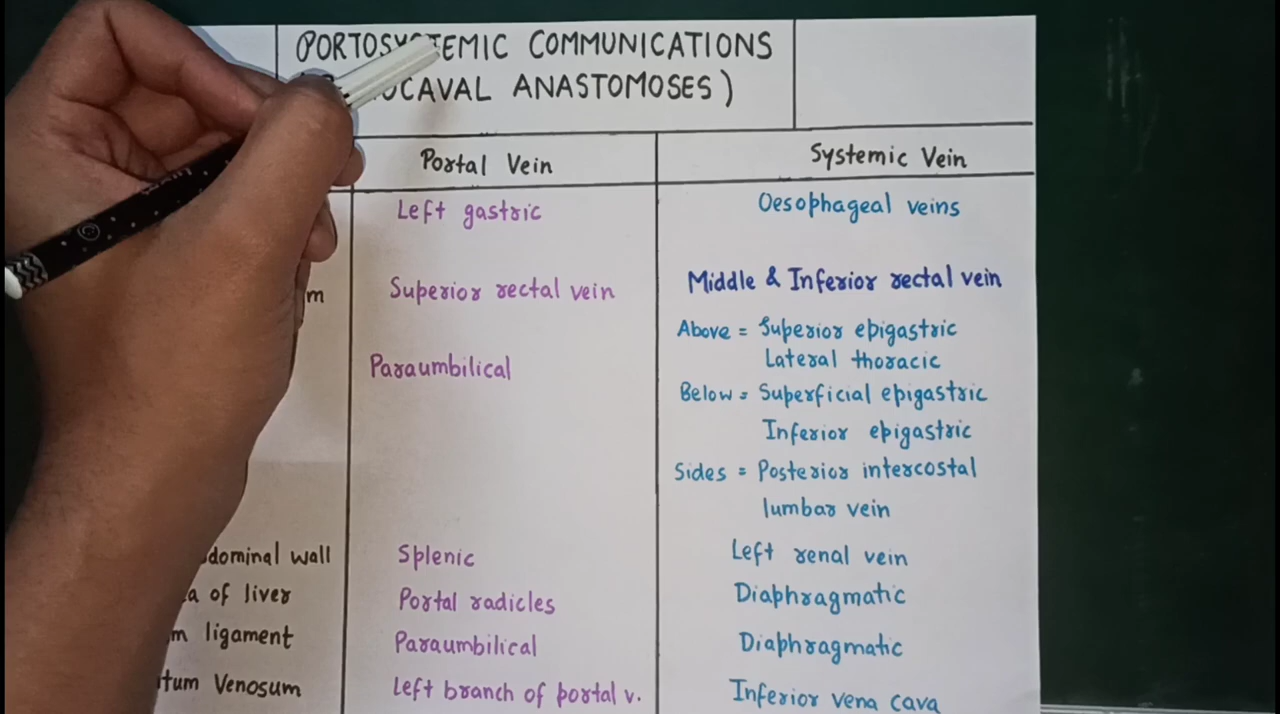 PORTOSYSTEMIC COMMUNICATIONS
CAVAL ANASTOMOSES )
Portal Vein
Systemic Vein
Left gastric
Oesophageal veins
Superior rectal vein
Middle & Inferior rectal vein
Paraumbilical
Above = Superior epigastric
Lateral thoracic
Below = Superficial epigastric
Inferior epigastric
Sides = Posterior intercostal
lumbar vein
dominal wall
Splenic
Left renal vein
a of liver
Portal radicles
Diaphragmatic
m ligament
Paraumbilical
Diaphragmatic
tum Venosum
Left branch of portal v.
Inferior vena cava